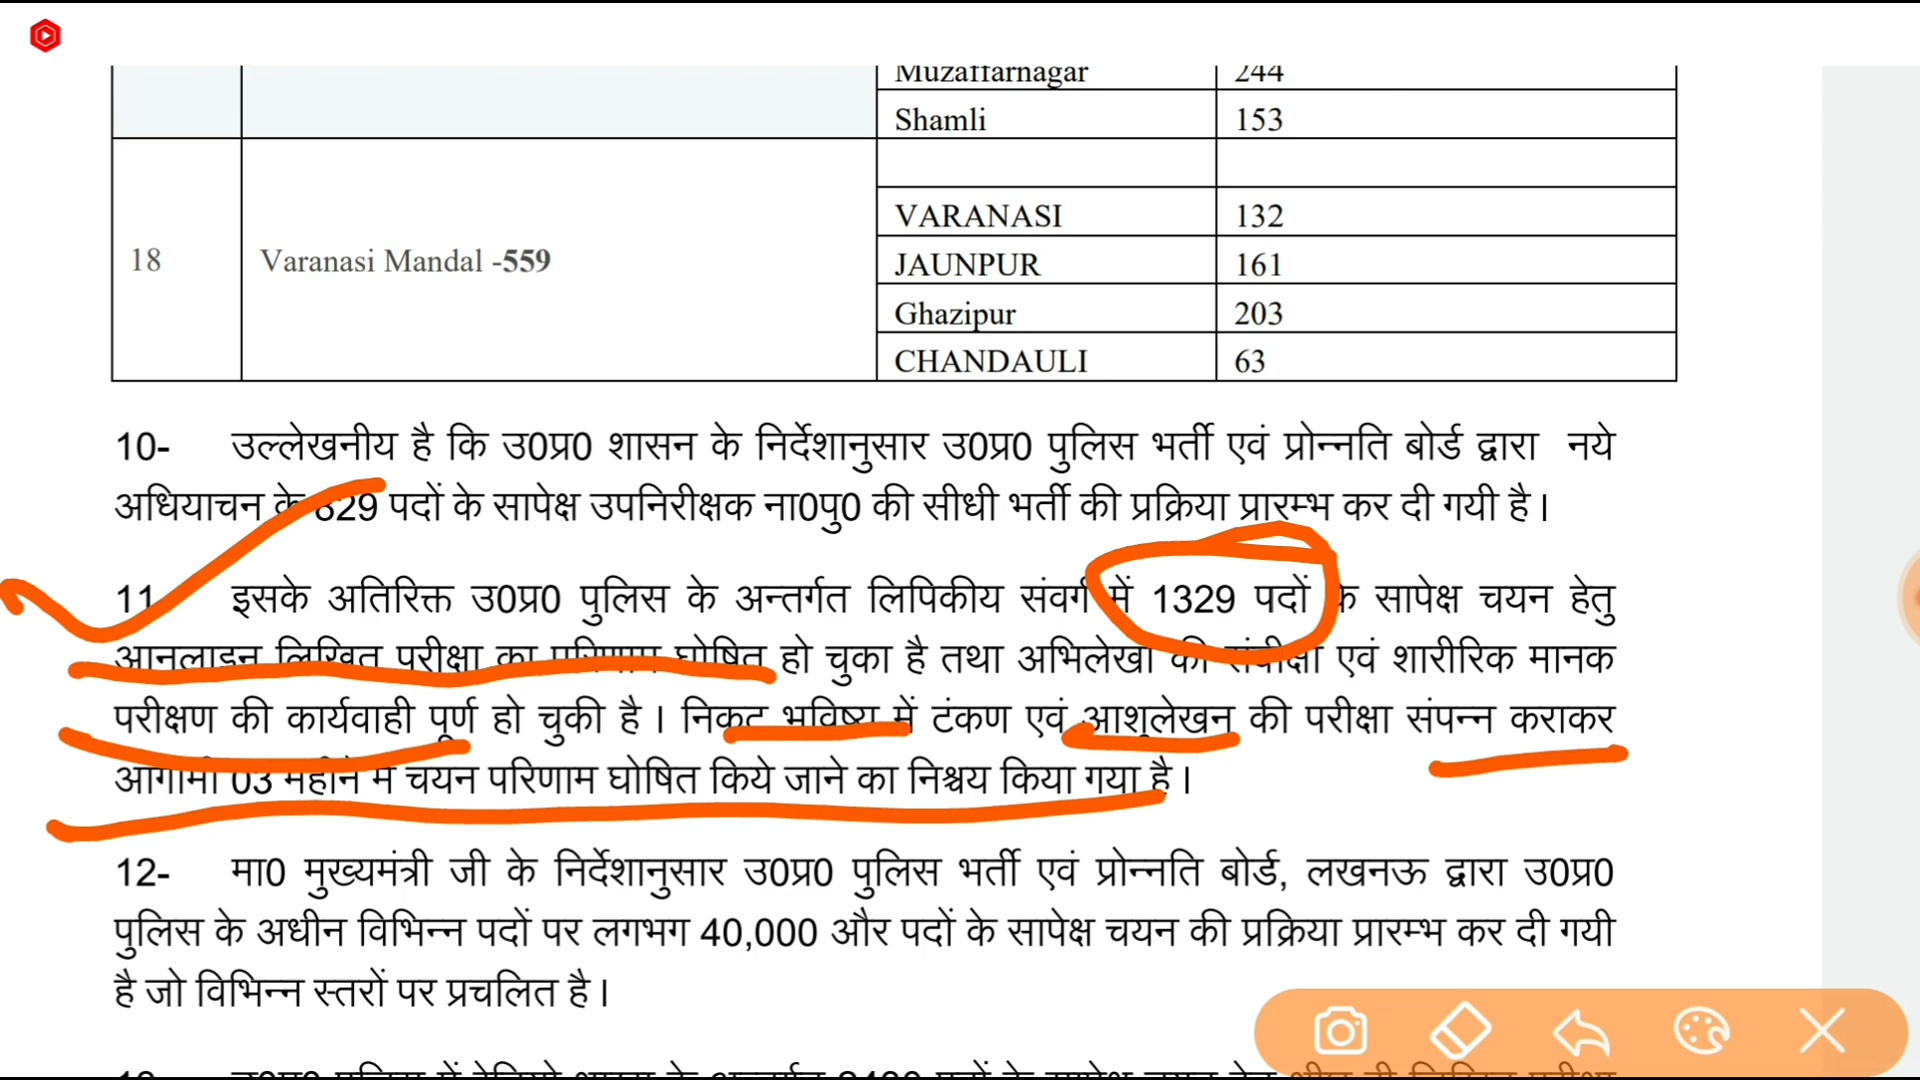 Muzaffarnagar 244
Shamli 153
18 Varanasi Mandal -559
VARANASI 132
JAUNPUR 161
Ghazipur 203
CHANDAULI 63
10- उल्लेखनीय है कि उ0प्र0 शासन के निर्देशानुसार उ0प्र0 पुलिस भर्ती एवं प्रोन्नति बोर्ड द्वारा नये
अधियाचन के 829 पदों के सापेक्ष उपनिरीक्षक ना0पु0 की सीधी भर्ती की प्रक्रिया प्रारम्भ कर दी गयी है।
11 इसके अतिरिक्त उ0प्र0 पुलिस के अन्तर्गत लिपिकीय संवर्ग में 1329 पदों के सापेक्ष चयन हेतु
आनलाइन लिखित परीक्षा का परिणाम घोषित हो चुका है तथा अभिलेखों की संवीक्षा एवं शारीरिक मानक
परीक्षण की कार्यवाही पूर्ण हो चुकी है। निकट भविष्य में टंकण एवं आशुलेखन की परीक्षा संपन्न कराकर
आगामी 03 महीने में चयन परिणाम घोषित किये जाने का निश्चय किया गया है।
12- मा0 मुख्यमंत्री जी के निर्देशानुसार उ0प्र0 पुलिस भर्ती एवं प्रोन्नति बोर्ड, लखनऊ द्वारा उ0प्र0
पुलिस के अधीन विभिन्न पदों पर लगभग 40,000 और पदों के सापेक्ष चयन की प्रक्रिया प्रारम्भ कर दी गयी
है जो विभिन्न स्तरों पर प्रचलित है।